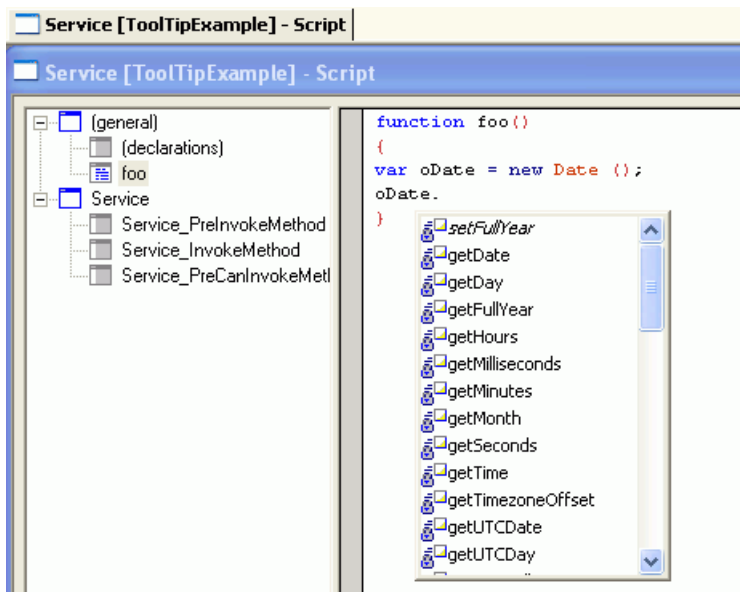 Service [ToolTipExample] - Script
Service [ToolTipExample] - Script
(general)
(declarations)
foo
Service
Service_PreInvokeMethod
Service_InvokeMethod
Service_PreCanInvokeMetl
function foo()
{
var oDate = new Date ();
oDate.
}
setFullYear
getDate
getDay
getFullYear
getHours
getMilliseconds
getMinutes
getMonth
getSeconds
getTime
getTimezoneOffset
getUTCDate
getUTCDay